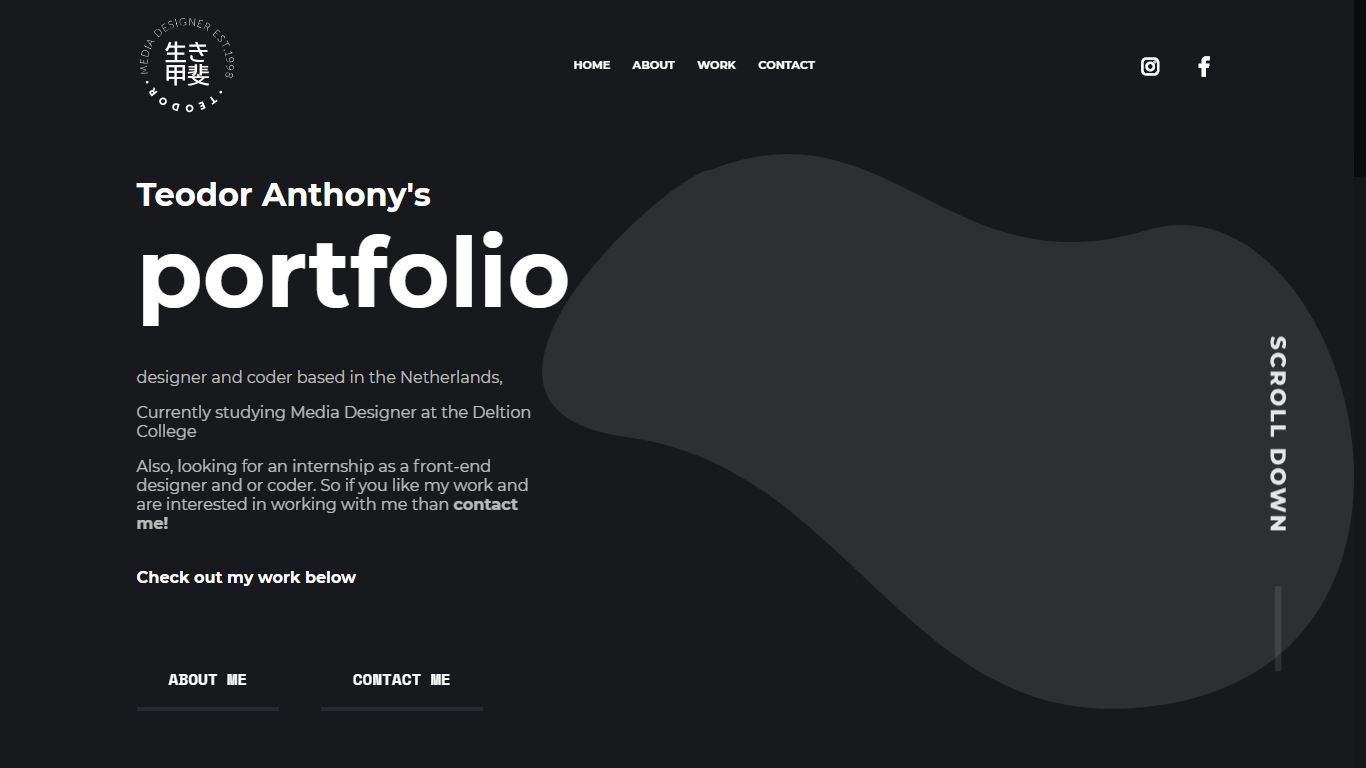 MEDIA DESIGNER EST.1998
生き
甲斐
• TEODOR •
HOME ABOUT WORK CONTACT
Teodor Anthony's
portfolio
designer and coder based in the Netherlands,
Currently studying Media Designer at the Deltion
College
Also, looking for an internship as a front-end
designer and or coder. So if you like my work and
are interested in working with me than contact
me!
Check out my work below
ABOUT ME CONTACT ME
SCROLL DOWN